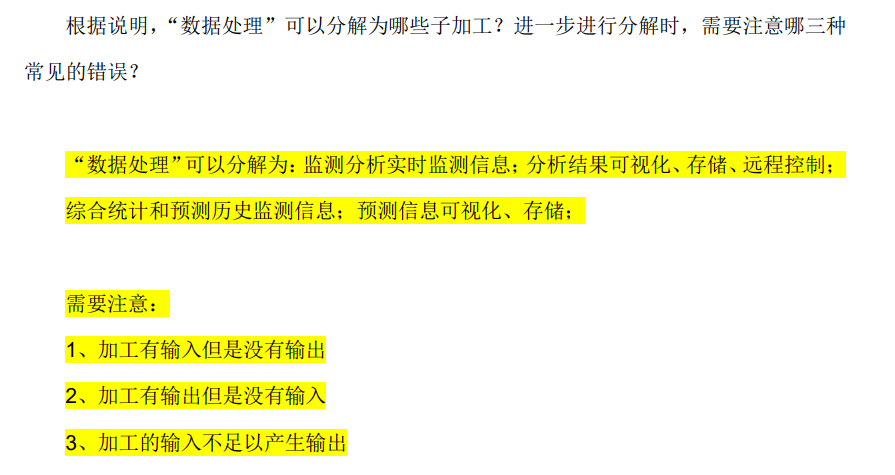 根据说明，“数据处理”可以分解为哪些子加工？进一步进行分解时，需要注意哪三种
常见的错误？
“数据处理”可以分解为：监测分析实时监测信息；分析结果可视化、存储、远程控制；
综合统计和预测历史监测信息；预测信息可视化、存储；
需要注意：
1、加工有输入但是没有输出
2、加工有输出但是没有输入
3、加工的输入不足以产生输出